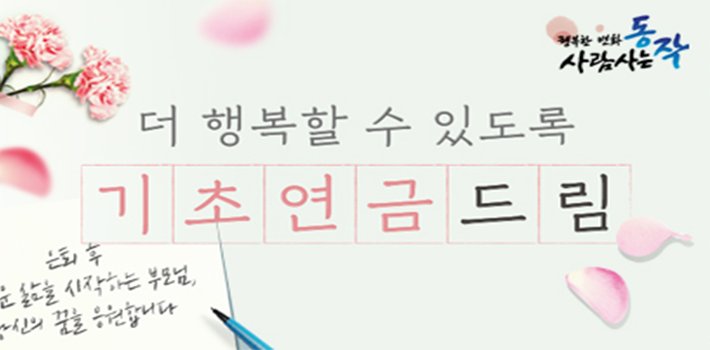 행복한 변화
사람사는 동작
더 행복할 수 있도록
기초연금드림
은퇴 후
운 삶을 시작하는 부모님,
당신의 꿈을 응원합니다